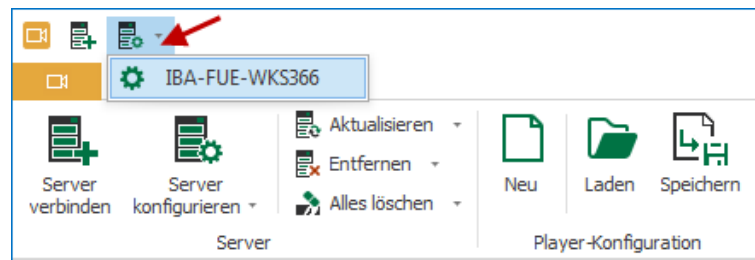 IBA-FUE-WKS366
Server
verbinden
Server
konfigurieren
Aktualisieren
Entfernen
Alles löschen
Neu
Laden
Speichern
Server
Player-Konfiguration